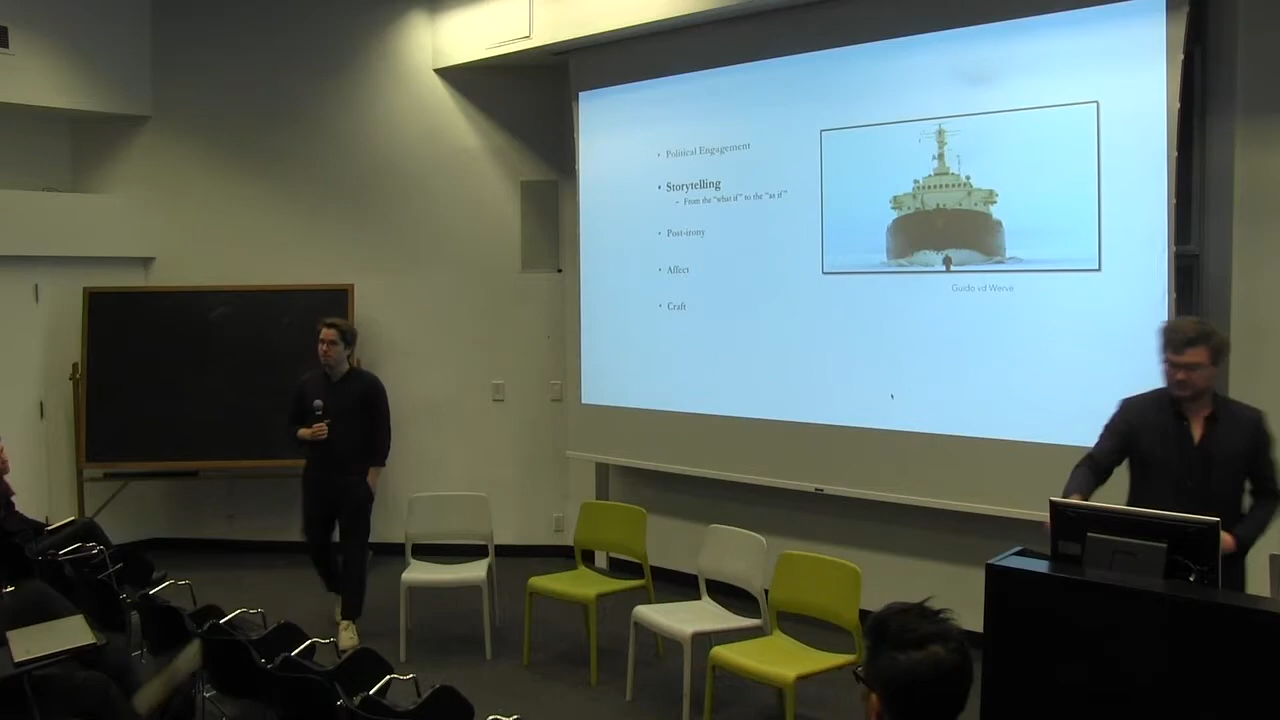 • Political Engagement
• Storytelling
- From the "what if" to the "as if"
• Post-irony
• Affect
• Craft
Guido vd Werve